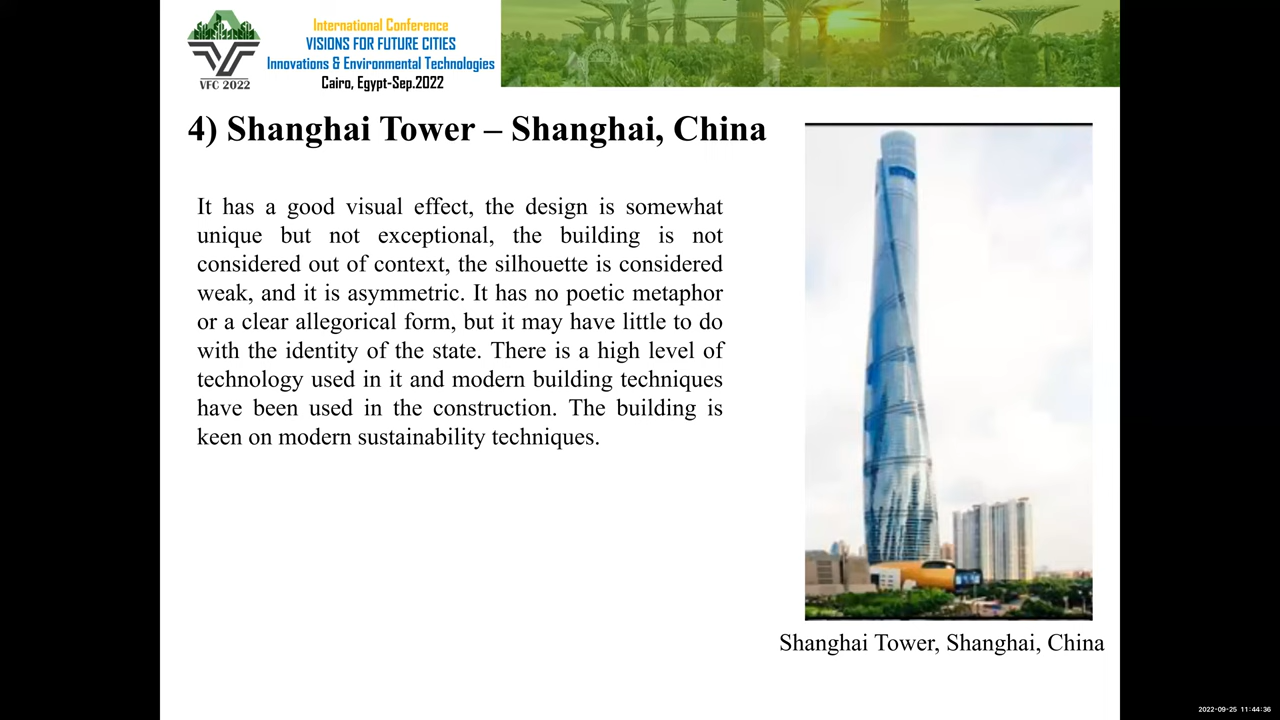 VFC 2022
International Conference
VISIONS FOR FUTURE CITIES
Innovations & Environmental Technologies
Cairo, Egypt-Sep.2022
4) Shanghai Tower – Shanghai, China
It has a good visual effect, the design is somewhat
unique but not exceptional, the building is not
considered out of context, the silhouette is considered
weak, and it is asymmetric. It has no poetic metaphor
or a clear allegorical form, but it may have little to do
with the identity of the state. There is a high level of
technology used in it and modern building techniques
have been used in the construction. The building is
keen on modern sustainability techniques.
Shanghai Tower, Shanghai, China
2022-09-25 11:44:36